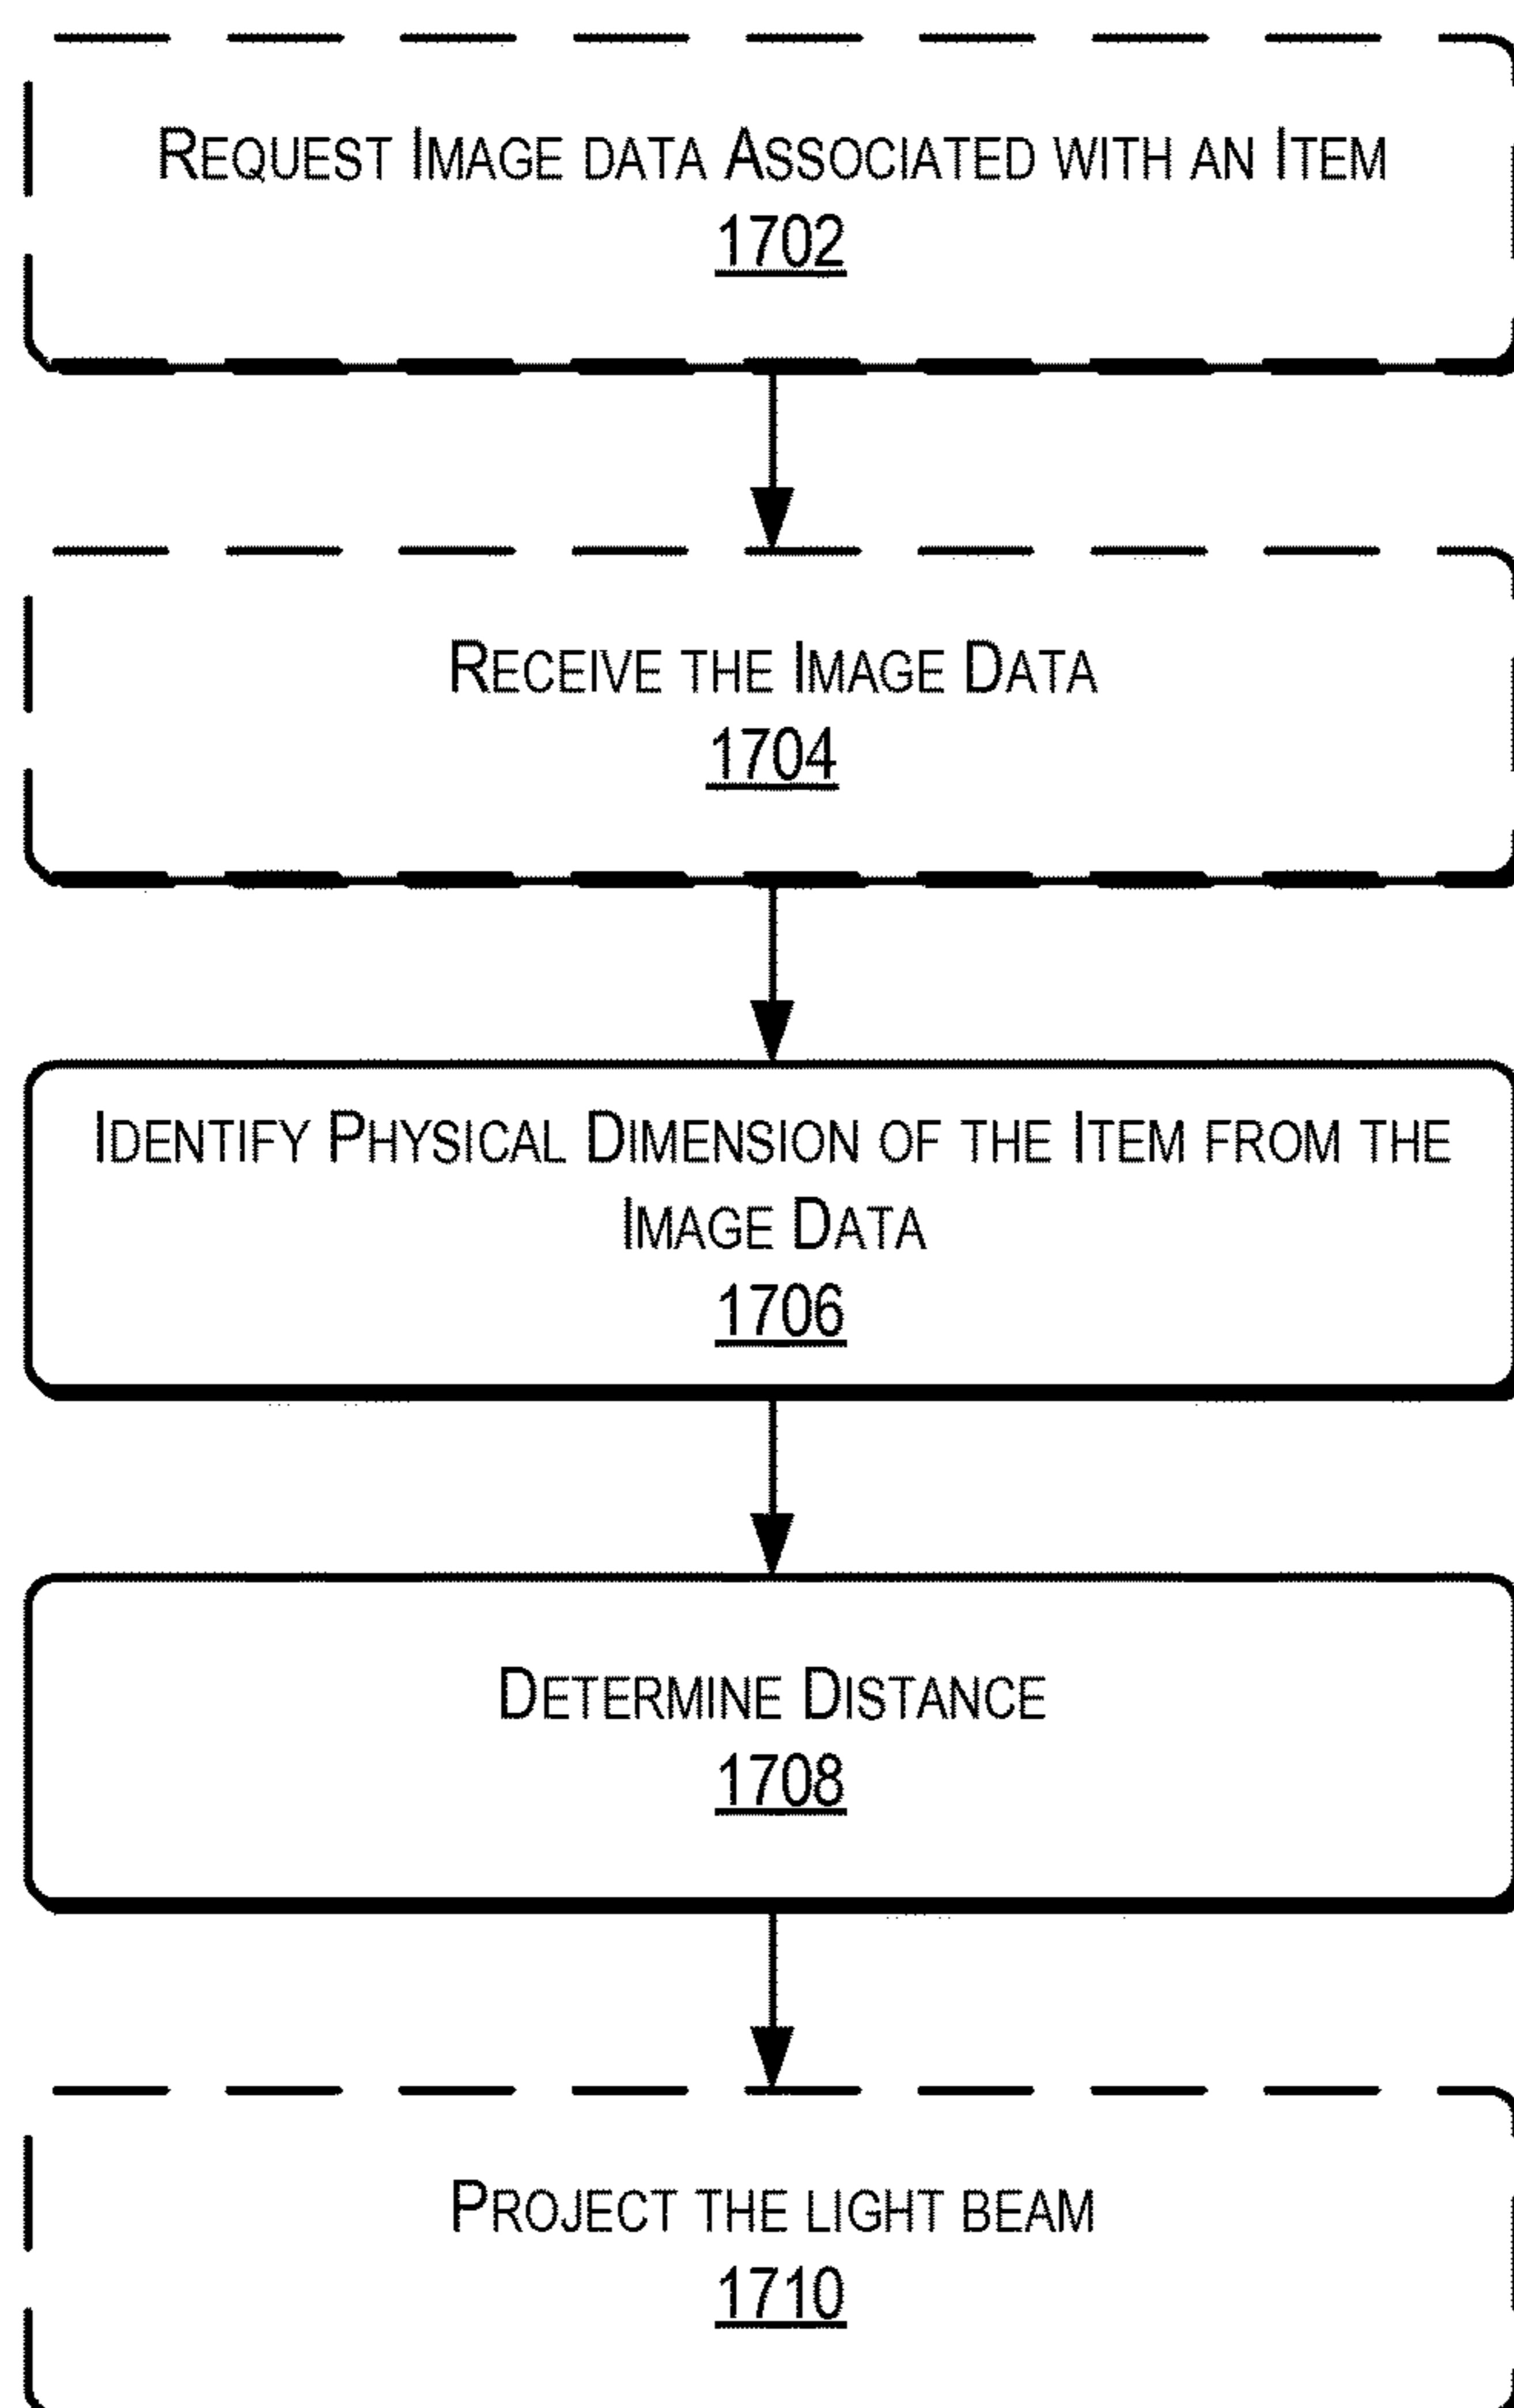 Request Image data Associated with an Item
1702
Receive the Image Data
1704
Identify Physical Dimension of the Item from the
Image Data
1706
Determine Distance
1708
Project the light beam
1710